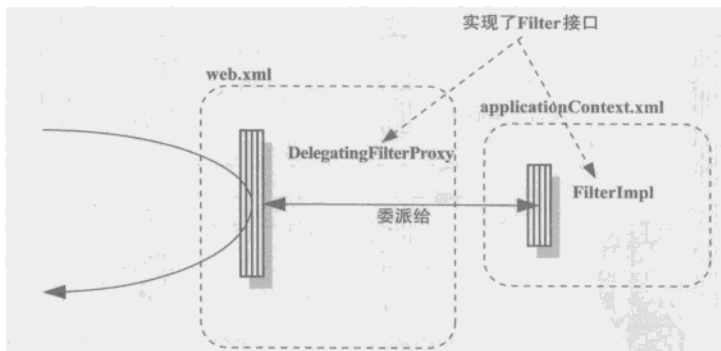 实现了Filter接口
web.xml
applicationContext.xml
DelegatingFilterProxy
FilterImpl
委派给